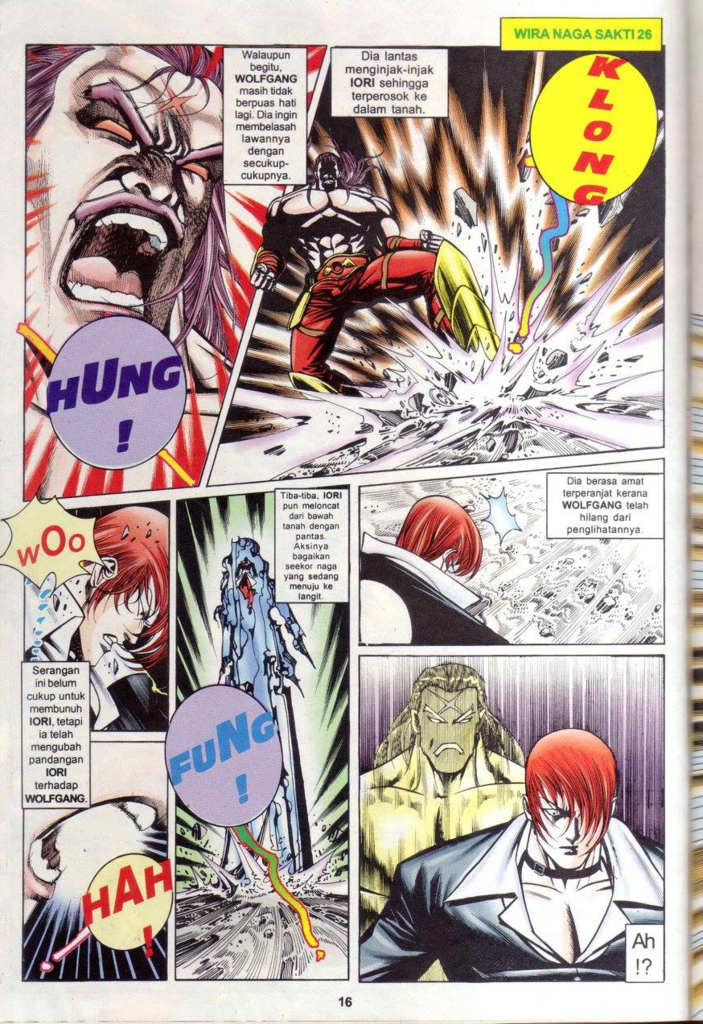 WIRA NAGA SAKTI 26
Walaupun
begitu,
WOLFGANG
masih tidak
berpuas hati
lagi. Dia ingin
membelasah
lawannya
dengan
secukup-
cukupnya.
Dia lantas
menginjak-injak
IORI sehingga
terperosok ke
dalam tanah.
KLONG
HUNG
!
WOO
Serangan
ini belum
cukup untuk
membunuh
IORI, tetapi
ia telah
mengubah
pandangan
IORI
terhadap
WOLFGANG.
HAH
!
Tiba-tiba, IORI
pun meloncat
dari bawah
tanah dengan
pantas.
Aksinya
bagaikan
seekor naga
yang sedang
menuju ke
langit.
FUNG
!
Dia berasa amat
terperanjat kerana
WOLFGANG telah
hilang dari
penglihatannya.
Ah
!?
16